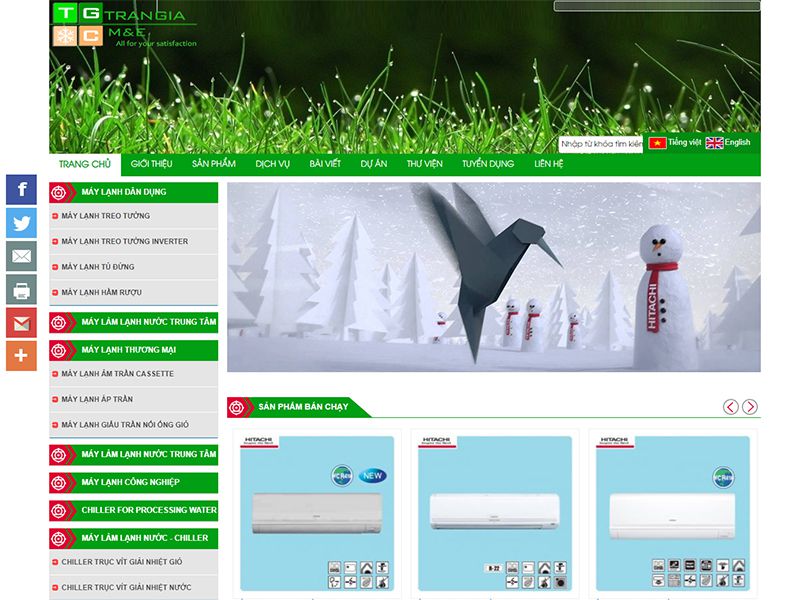 TG TRANGIA
C M&E
All for your satisfaction
Nhập từ khóa tìm kiếm
Tiếng việt
English
TRANG CHỦ
GIỚI THIỆU
SẢN PHẨM
DỊCH VỤ
BÀI VIẾT
DỰ ÁN
THƯ VIỆN
TUYỂN DỤNG
LIÊN HỆ
MÁY LẠNH DÂN DỤNG
MÁY LẠNH TREO TƯỜNG
MÁY LẠNH TREO TƯỜNG INVERTER
MÁY LẠNH TỦ ĐỨNG
MÁY LẠNH HẦM RƯỢU
MÁY LÀM LẠNH NƯỚC TRUNG TÂM
MÁY LẠNH THƯƠNG MẠI
MÁY LẠNH ÂM TRẦN CASSETTE
MÁY LẠNH ÁP TRẦN
MÁY LẠNH GIẤU TRẦN NỐI ỐNG GIÓ
MÁY LÀM LẠNH NƯỚC TRUNG TÂM
MÁY LẠNH CÔNG NGHIỆP
CHILLER FOR PROCESSING WATER
MÁY LÀM LẠNH NƯỚC - CHILLER
CHILLER TRỤC VÍT GIẢI NHIỆT GIÓ
CHILLER TRỤC VÍT GIẢI NHIỆT NƯỚC
HITACHI
SẢN PHẨM BÁN CHẠY
HITACHI
NEW
HITACHI
R-22
HITACHI